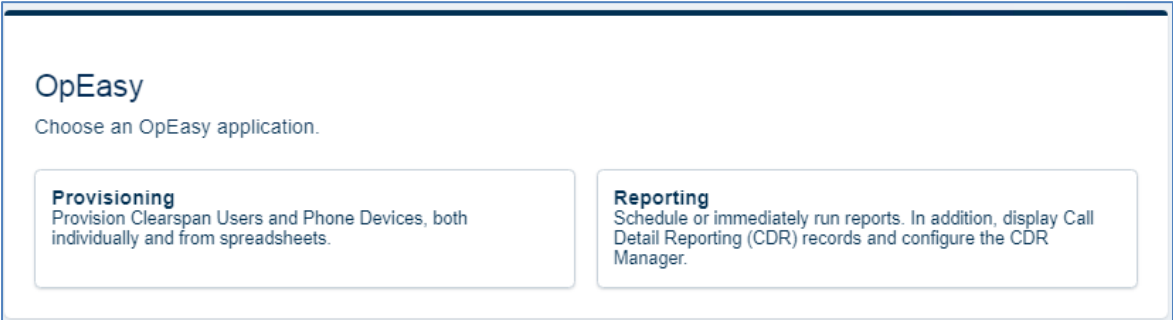 OpEasy
Choose an OpEasy application.
Provisioning
Provision Clearspan Users and Phone Devices, both
individually and from spreadsheets.
Reporting
Schedule or immediately run reports. In addition, display Call
Detail Reporting (CDR) records and configure the CDR
Manager.